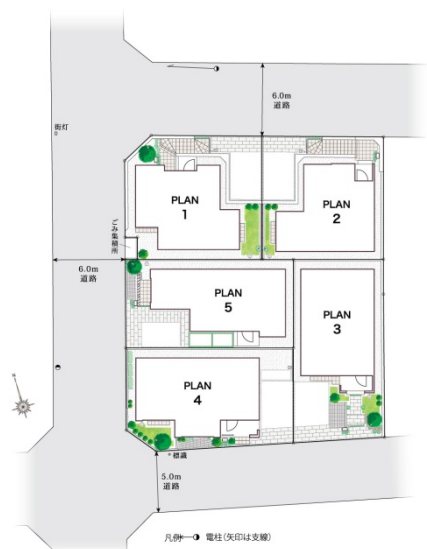 6.0m
道路
街灯
PLAN
1
PLAN
2
ごみ集積所
6.0m
道路
PLAN
5
PLAN
3
PLAN
4
N
* 標識
5.0m
道路
凡例 電柱(矢印は支線)